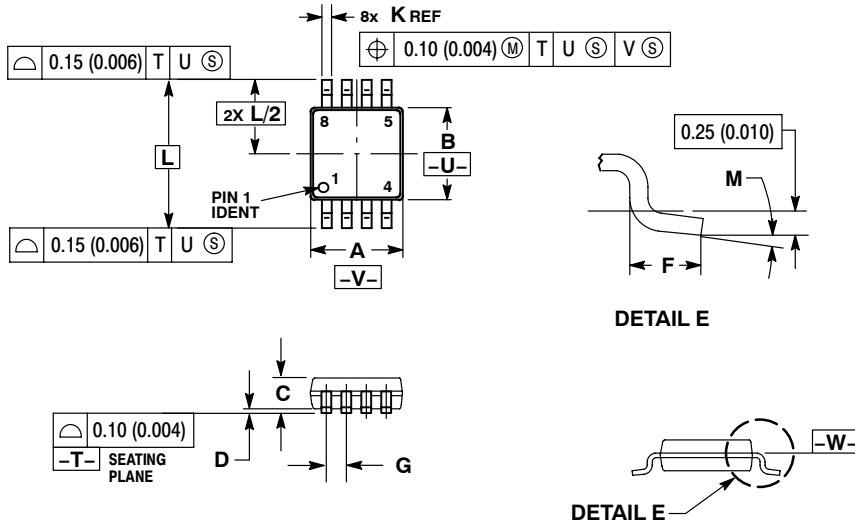 8x K REF
⌖ 0.10 (0.004) Ⓜ T U Ⓢ V Ⓢ
⌓ 0.15 (0.006) T U Ⓢ
2X L/2
8 5
L
B
–U–
1 4
PIN 1
IDENT
⌓ 0.15 (0.006) T U Ⓢ
A
–V–
0.25 (0.010)
M
F
DETAIL E
C
⌓ 0.10 (0.004)
–T– SEATING
PLANE
D
G
–W–
DETAIL E